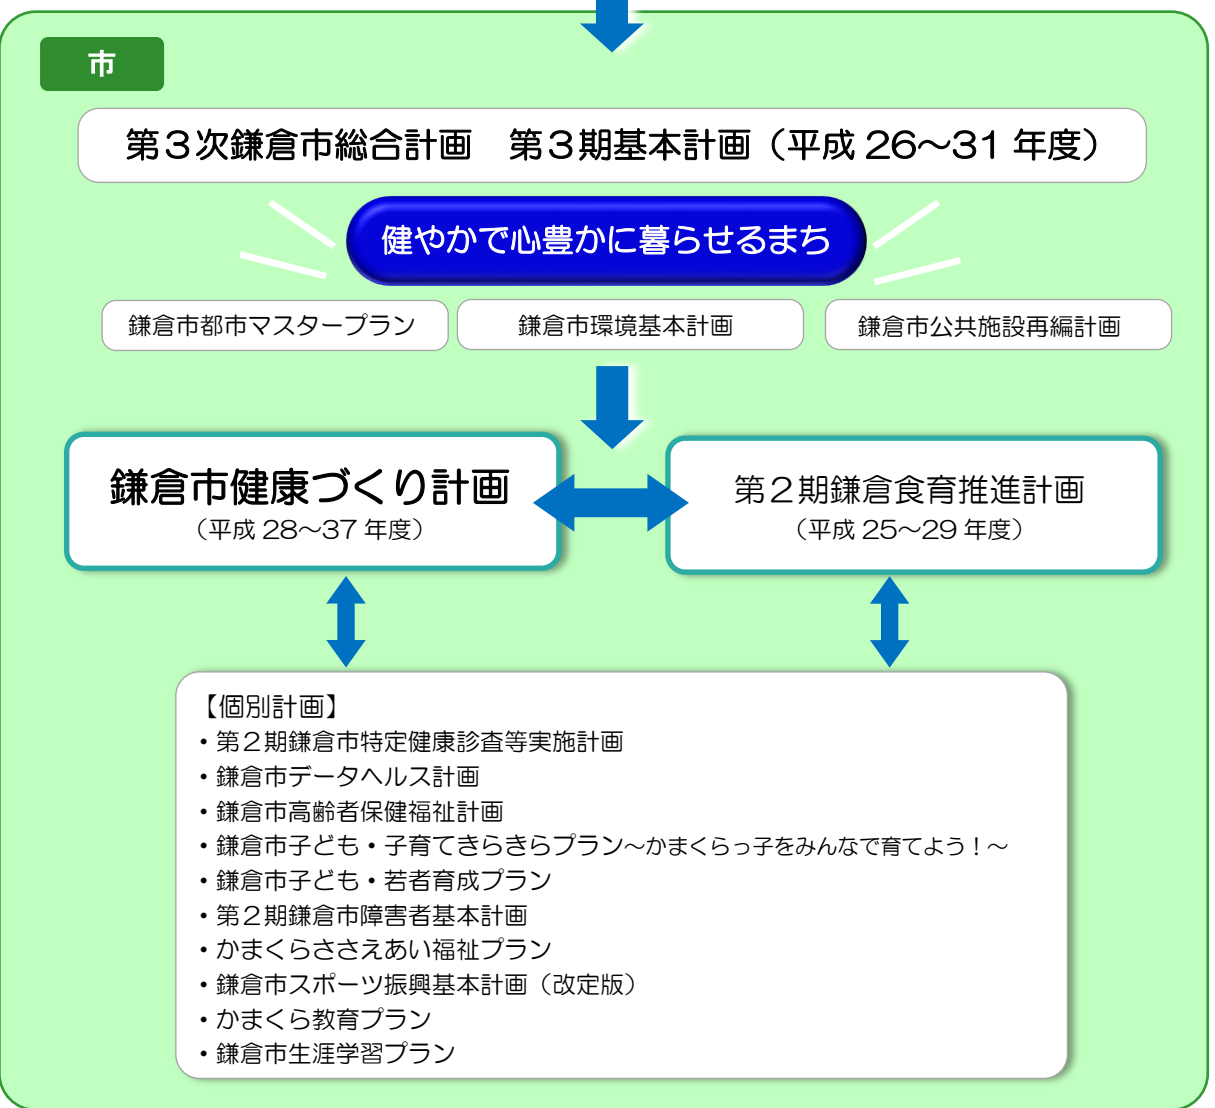 市
第３次鎌倉市総合計画　第３期基本計画（平成 26～31 年度）
健やかで心豊かに暮らせるまち
鎌倉市都市マスタープラン
鎌倉市環境基本計画
鎌倉市公共施設再編計画
鎌倉市健康づくり計画
（平成 28～37 年度）
第２期鎌倉食育推進計画
（平成 25～29 年度）
【個別計画】
・第２期鎌倉市特定健康診査等実施計画
・鎌倉市データヘルス計画
・鎌倉市高齢者保健福祉計画
・鎌倉市子ども・子育てきらきらプラン～かまくらっ子をみんなで育てよう！～
・鎌倉市子ども・若者育成プラン
・第２期鎌倉市障害者基本計画
・かまくらささえあい福祉プラン
・鎌倉市スポーツ振興基本計画（改定版）
・かまくら教育プラン
・鎌倉市生涯学習プラン